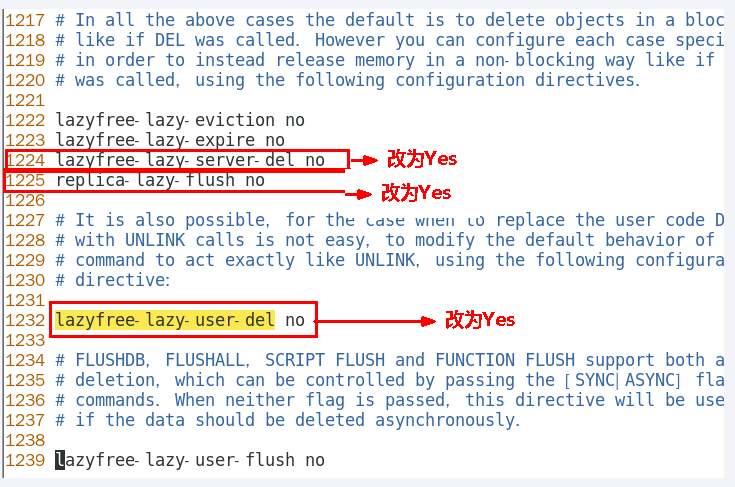 1217 # In all the above cases the default is to delete objects in a bloc
1218 # like if DEL was called. However you can configure each case speci
1219 # in order to instead release memory in a non-blocking way like if
1220 # was called, using the following configuration directives.
1221
1222 lazyfree-lazy-eviction no
1223 lazyfree-lazy-expire no
1224 lazyfree-lazy-server-del no 改为Yes
1225 replica-lazy-flush no 改为Yes
1226
1227 # It is also possible, for the case when to replace the user code D
1228 # with UNLINK calls is not easy, to modify the default behavior of
1229 # command to act exactly like UNLINK, using the following configura
1230 # directive:
1231
1232 lazyfree-lazy-user-del no 改为Yes
1233
1234 # FLUSHDB, FLUSHALL, SCRIPT FLUSH and FUNCTION FLUSH support both a
1235 # deletion, which can be controlled by passing the [SYNC|ASYNC] fla
1236 # commands. When neither flag is passed, this directive will be use
1237 # if the data should be deleted asynchronously.
1238
1239 lazyfree-lazy-user-flush no